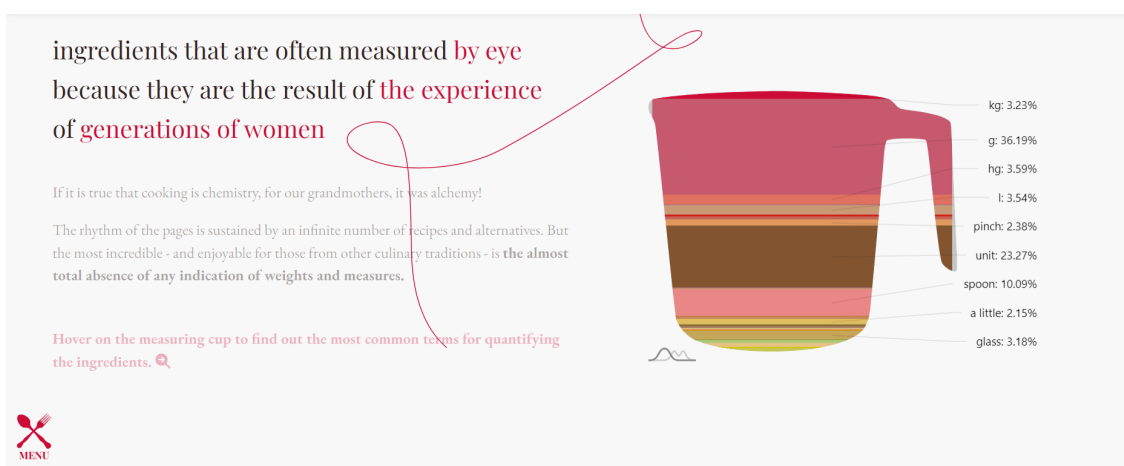 ingredients that are often measured by eye
because they are the result of the experience
of generations of women
If it is true that cooking is chemistry, for our grandmothers, it was alchemy!
The rhythm of the pages is sustained by an infinite number of recipes and alternatives. But
the most incredible - and enjoyable for those from other culinary traditions - is the almost
total absence of any indication of weights and measures.
Hover on the measuring cup to find out the most common terms for quantifying
the ingredients.
kg: 3.23%
g: 36.19%
hg: 3.59%
l: 3.54%
pinch: 2.38%
unit: 23.27%
spoon: 10.09%
a little: 2.15%
glass: 3.18%
MENU